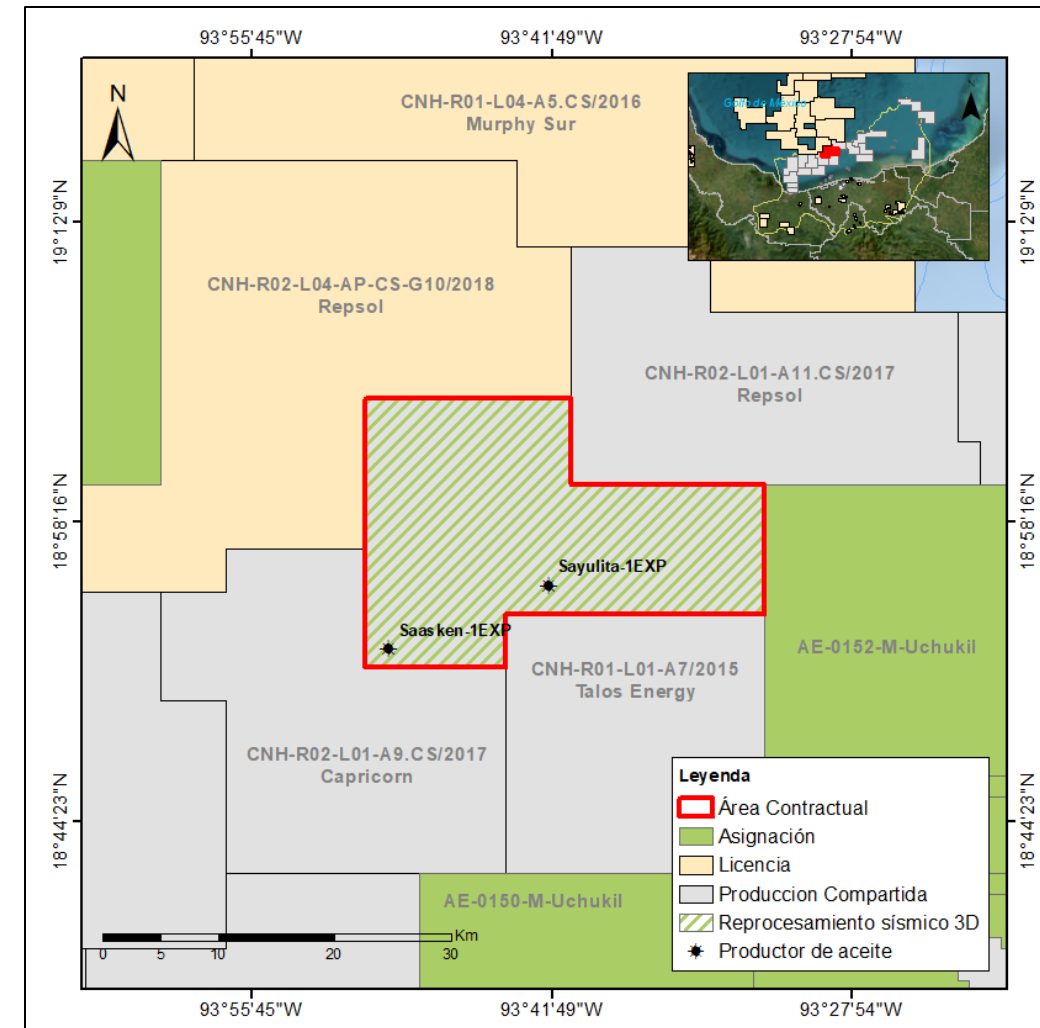 93°55'45"W 93°41'49"W 93°27'54"W
N
CNH-R01-L04-A5.CS/2016
Murphy Sur
Golfo de México
19°12'9"N
19°12'9"N
CNH-R02-L04-AP-CS-G10/2018
Repsol
CNH-R02-L01-A11.CS/2017
Repsol
18°58'16"N
18°58'16"N
Sayulita-1EXP
Saasken-1EXP
AE-0152-M-Uchukil
CNH-R01-L01-A7/2015
Talos Energy
CNH-R02-L01-A9.CS/2017
Capricorn
18°44'23"N
18°44'23"N
Leyenda
Área Contractual
Asignación
Licencia
Produccion Compartida
Reprocesamiento sísmico 3D
Productor de aceite
AE-0150-M-Uchukil
Km
0 5 10 20 30
93°55'45"W 93°41'49"W 93°27'54"W